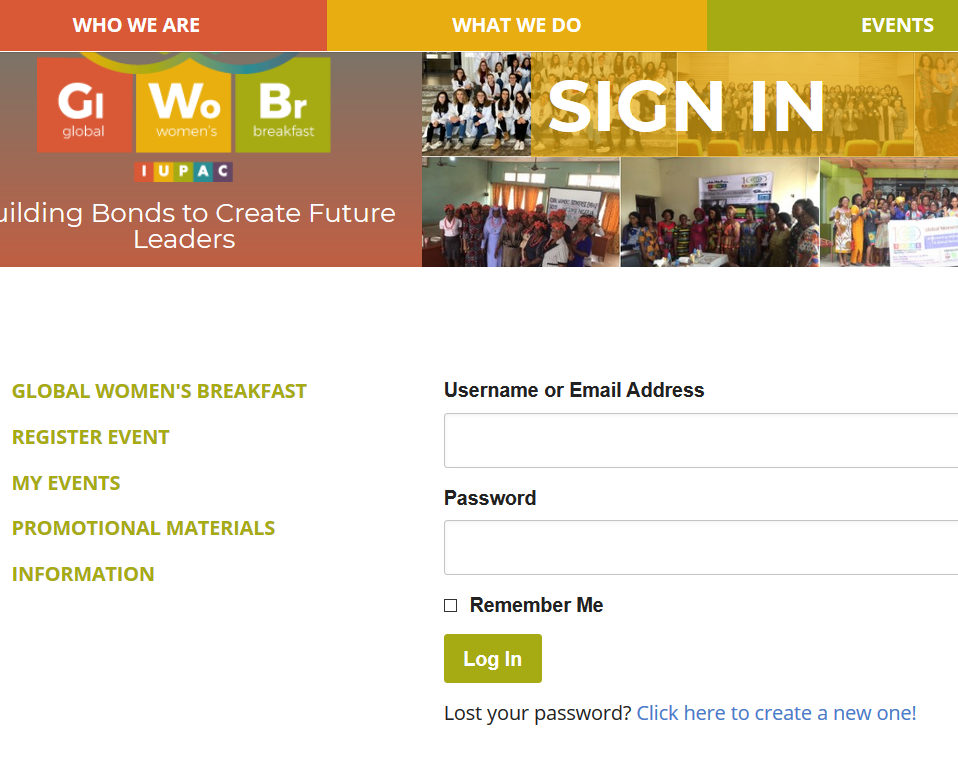 WHO WE ARE
WHAT WE DO
EVENTS
Gl
global
Wo
women's
Br
breakfast
IUPAC
uilding Bonds to Create Future
Leaders
SIGN IN
GLOBAL WOMEN'S BREAKFAST
REGISTER EVENT
MY EVENTS
PROMOTIONAL MATERIALS
INFORMATION
Username or Email Address
Password
Remember Me
Log In
Lost your password? Click here to create a new one!